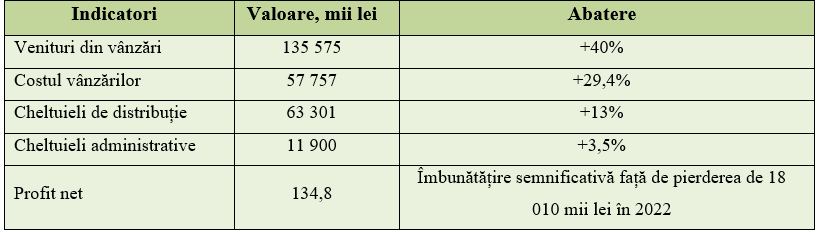 Indicatori Valoare, mii lei Abatere
Venituri din vânzări 135 575 +40%
Costul vânzărilor 57 757 +29,4%
Cheltuieli de distribuție 63 301 +13%
Cheltuieli administrative 11 900 +3,5%
Profit net 134,8 Îmbunătățire semnificativă față de pierderea de 18
010 mii lei în 2022